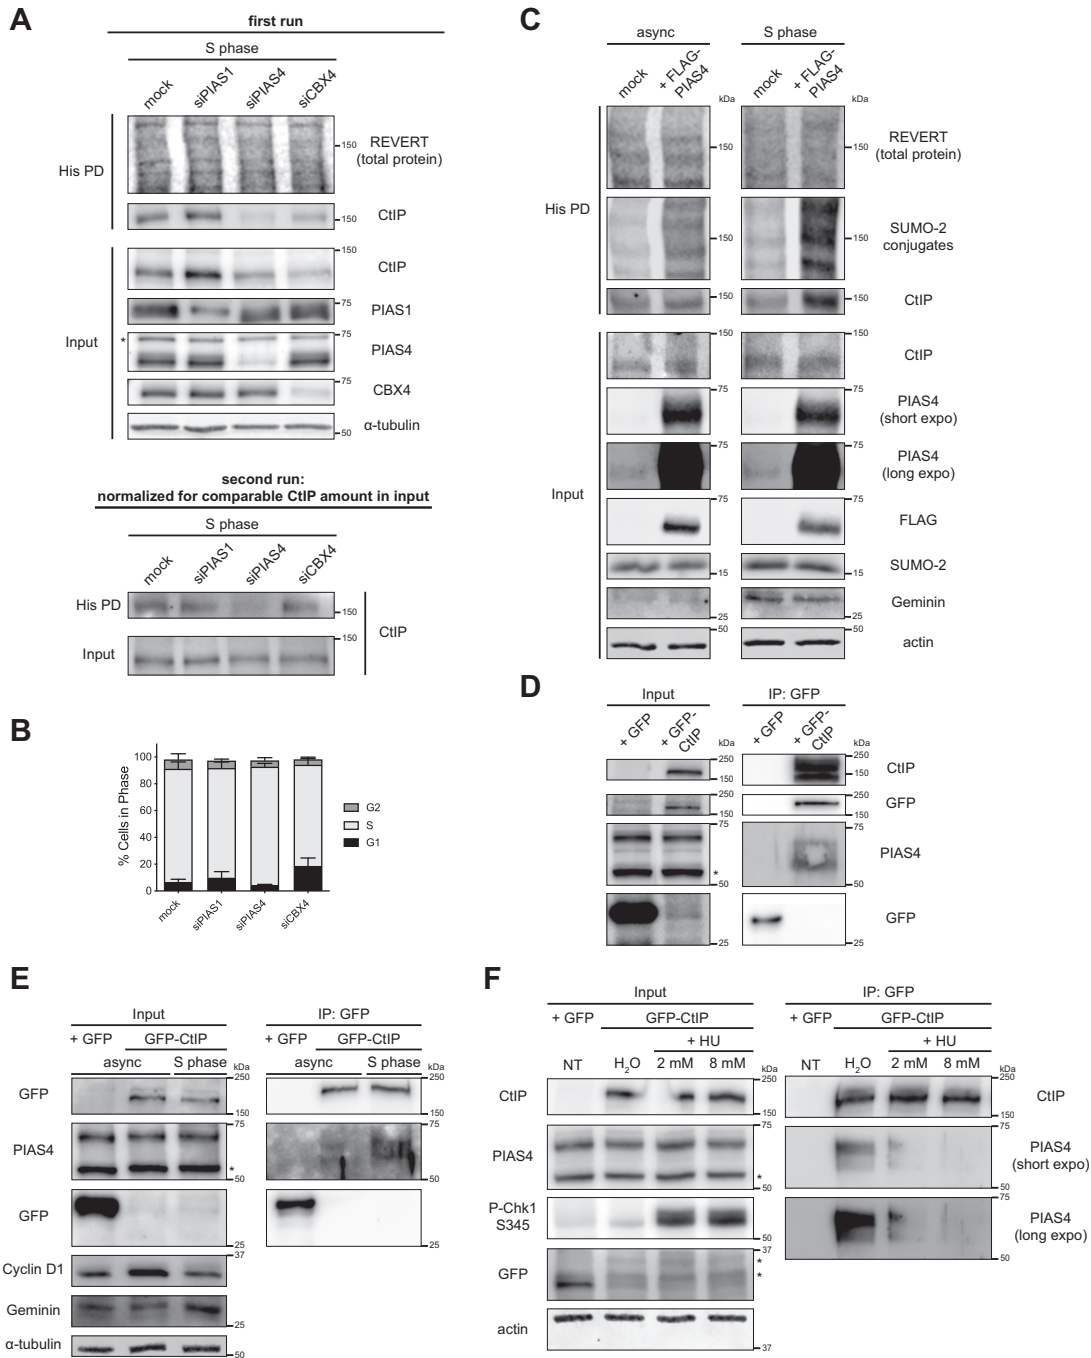 A
first run
S phase
mock siPIAS1 siPIAS4 siCBX4
His PD
150 REVERT
(total protein)
150 CtIP
Input
150
CtIP
75 PIAS1
* 75
PIAS4
75 CBX4
50 α-tubulin
second run:
normalized for comparable CtIP amount in input
S phase
mock siPIAS1 siPIAS4 siCBX4
His PD 150
CtIP
Input 150
B
% Cells in Phase
100
80
60
40
20
0
mock siPIAS1 siPIAS4 siCBX4
G2
S
G1
C
async S phase
mock + FLAG-PIAS4 mock + FLAG-PIAS4
kDa kDa
His PD
150 150 REVERT
(total protein)
150 150 SUMO-2
conjugates
150 150 CtIP
Input
150 150
CtIP
75 75 PIAS4
(short expo)
75 75 PIAS4
(long expo)
75 75
FLAG
15 15 SUMO-2
25 25 Geminin
50 50
actin
D
Input IP: GFP
+ GFP + GFP-CtIP + GFP + GFP-CtIP
kDa kDa
250 250
150 150 CtIP
250 250
150 150 GFP
75 75
PIAS4
*
50 50
GFP
25 25
E
Input IP: GFP
+ GFP GFP-CtIP + GFP GFP-CtIP
async S phase async S phase
kDa kDa
GFP 250 250
150 150
PIAS4 75 75
*
50 50
GFP
25 25
Cyclin D1 37
Geminin
25
α-tubulin 50
F
Input IP: GFP
+ GFP GFP-CtIP + GFP GFP-CtIP
+ HU + HU
NT H2O 2 mM 8 mM kDa NT H2O 2 mM 8 mM kDa
CtIP 250 250 CtIP
150 150
PIAS4 75 75 PIAS4
(short expo)
*
50
P-Chk1
S345
50
75 PIAS4
(long expo)
50
GFP 37
*
*
actin
37